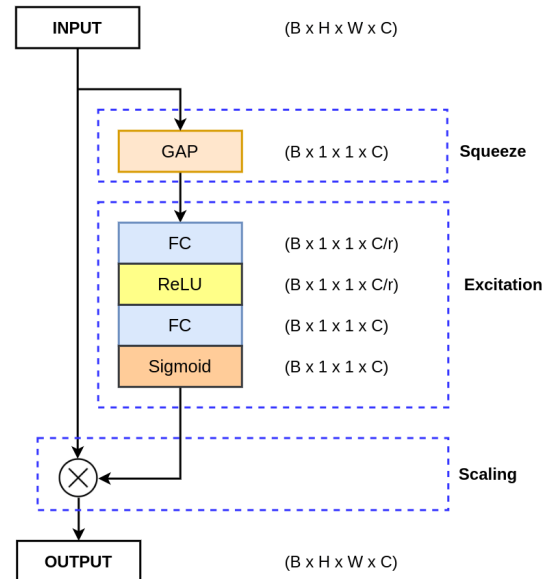 INPUT (B x H x W x C)
GAP (B x 1 x 1 x C) Squeeze
FC (B x 1 x 1 x C/r)
ReLU (B x 1 x 1 x C/r) Excitation
FC (B x 1 x 1 x C)
Sigmoid (B x 1 x 1 x C)
Scaling
OUTPUT (B x H x W x C)